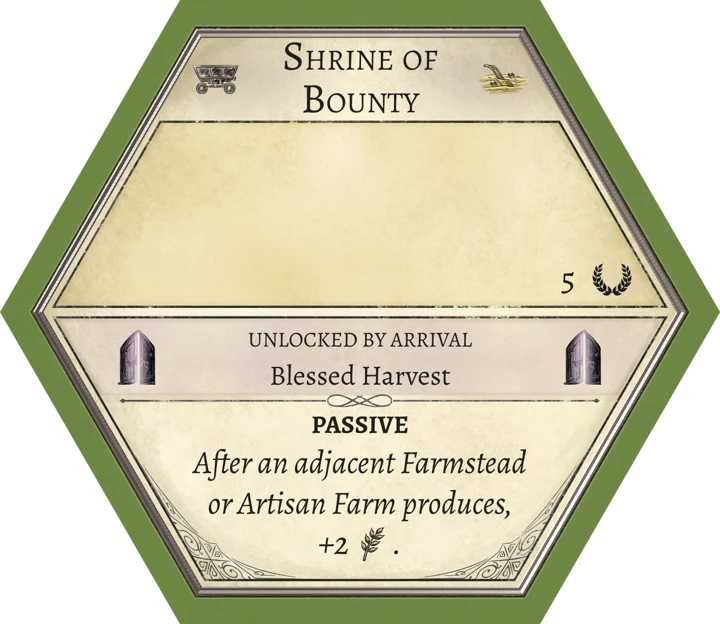 Shrine of
Bounty
5
UNLOCKED BY ARRIVAL
Blessed Harvest
PASSIVE
After an adjacent Farmstead
or Artisan Farm produces,
+2 .